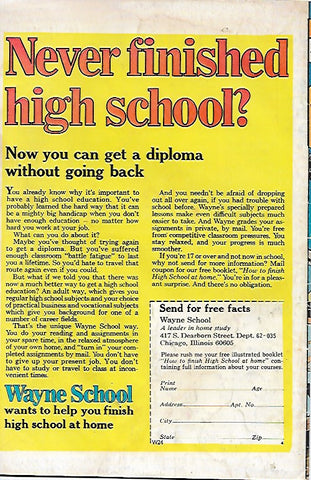 Never finished
high school?
Now you can get a diploma
without going back
You already know why it's important to
have a high school education. You've
probably learned the hard way that it can
be a mighty big handicap when you don't
have enough education – no matter how
hard you work at your job.
What can you do about it?
Maybe you've thought of trying again
to get a diploma. But you've suffered
enough classroom "battle fatigue" to last
you a lifetime. So you'd hate to travel that
route again even if you could.
But what if we told you that there was
now a much better way to get a high school
education? An adult way, which gives you
regular high school subjects and your choice
of practical business and vocational subjects
which give you background for one of a
number of career fields.
That's the unique Wayne School way.
You do your reading and assignments in
your spare time, in the relaxed atmosphere
of your own home, and "turn in" your com-
pleted assignments by mail. You don't have
to give up your present job. You don't
have to study or travel to class at incon-
venient times.
Wayne School
wants to help you finish
high school at home
And you needn't be afraid of dropping
out all over again, if you had trouble with
school before. Wayne's specially prepared
lessons make even difficult subjects much
easier to take. And Wayne grades your as-
signments in private, by mail. You're free
from competitive classroom pressures. You
stay relaxed, and your progress is much
smoother.
If you're 17 or over and not now in school,
why not send for more information? Mail
coupon for our free booklet, "How to finish
High School at home." You're in for a pleas-
ant surprise. And there's no obligation.
Send for free facts
Wayne School
A leader in home study
417 S. Dearborn Street, Dept. 62-035
Chicago, Illinois 60605
Please rush me your free illustrated booklet
"How to finish High School at home" con-
taining full information about your courses.
Print
Name Age
Address Apt. No.
City
State Zip
W24 4